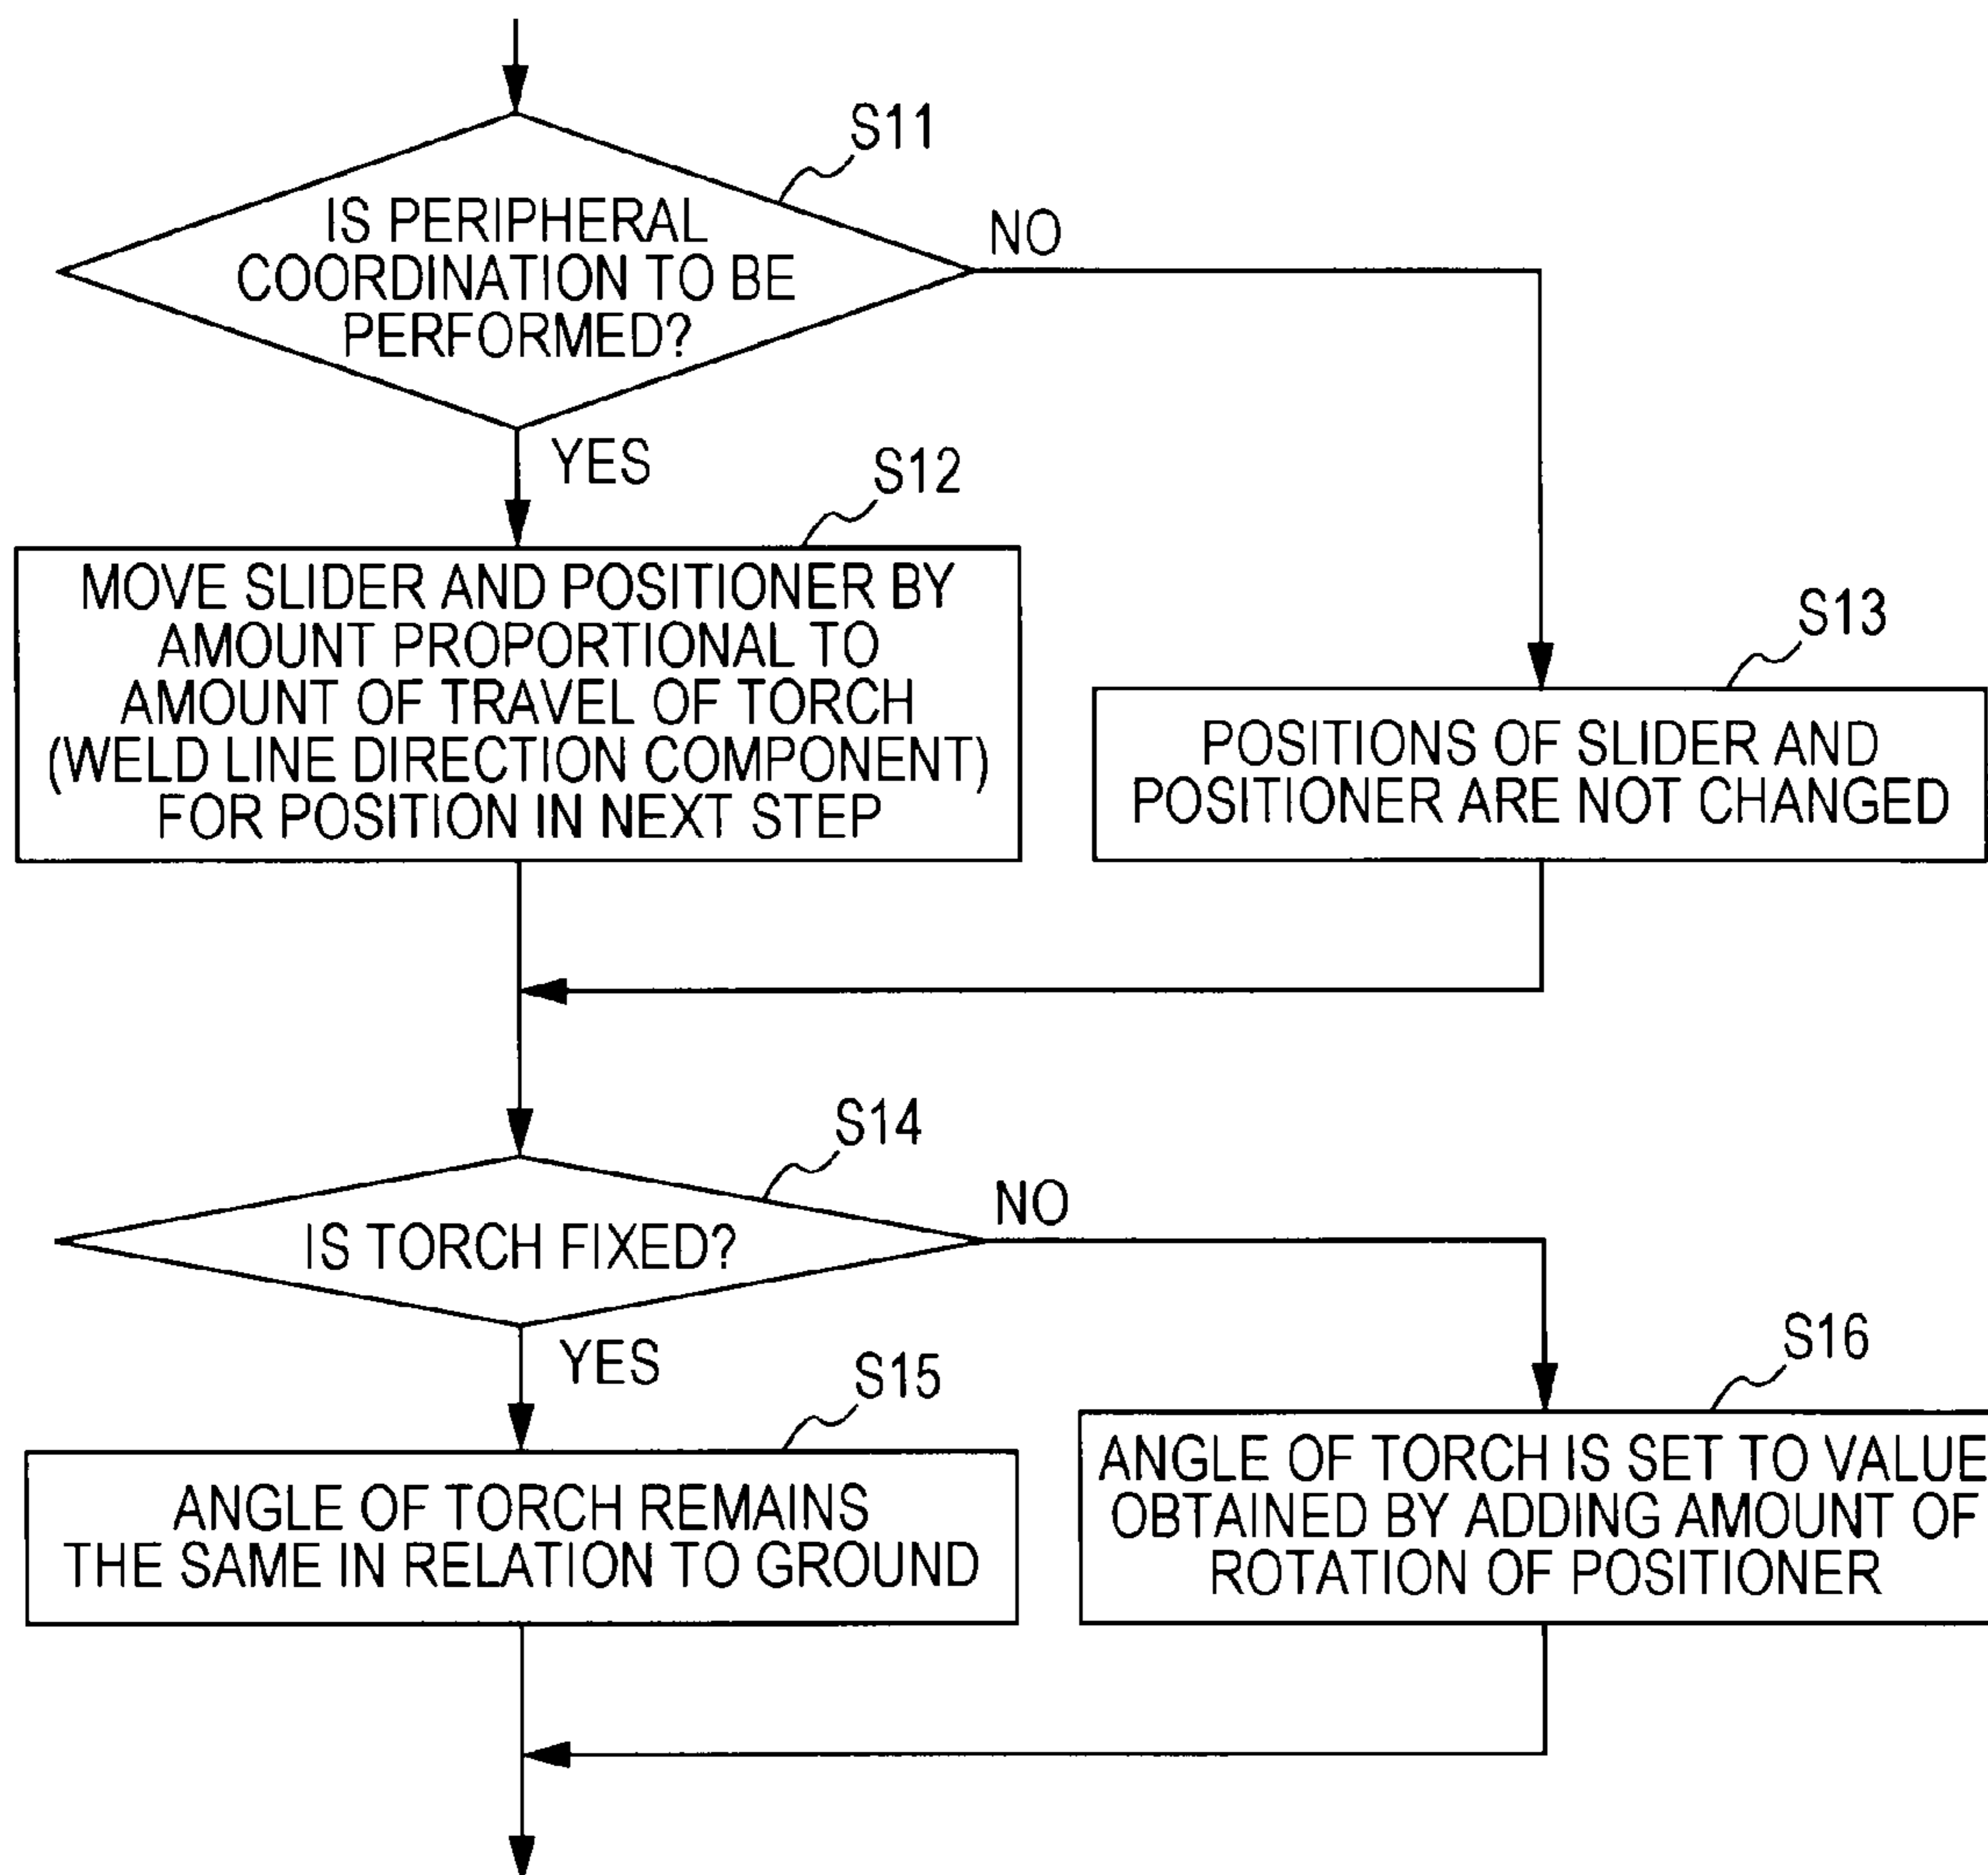 S11
IS PERIPHERAL
COORDINATION TO BE
PERFORMED?
NO
YES
S12
MOVE SLIDER AND POSITIONER BY
AMOUNT PROPORTIONAL TO
AMOUNT OF TRAVEL OF TORCH
(WELD LINE DIRECTION COMPONENT)
FOR POSITION IN NEXT STEP
S13
POSITIONS OF SLIDER AND
POSITIONER ARE NOT CHANGED
S14
IS TORCH FIXED?
NO
YES
S15
ANGLE OF TORCH REMAINS
THE SAME IN RELATION TO GROUND
S16
ANGLE OF TORCH IS SET TO VALUE
OBTAINED BY ADDING AMOUNT OF
ROTATION OF POSITIONER